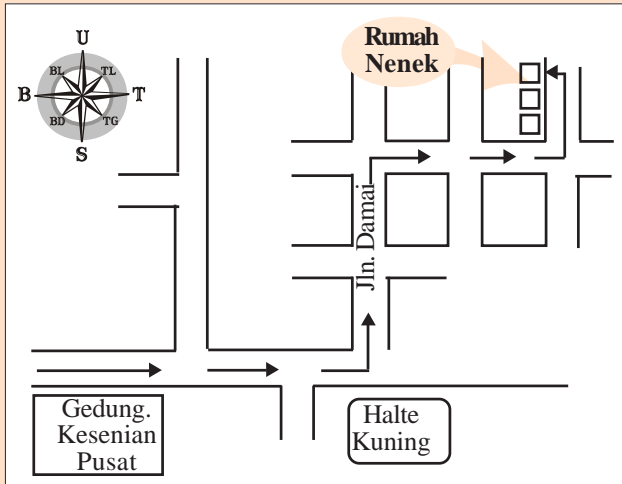 U
BL TL
B T
BD TG
S
Rumah
Nenek
Jln. Damai
Gedung.
Kesenian
Pusat
Halte
Kuning